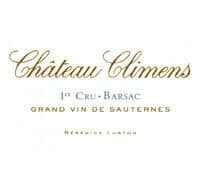 Château Climens
1er CRU - BARSAC
GRAND VIN DE SAUTERNES
BÉRÉNICE LURTON